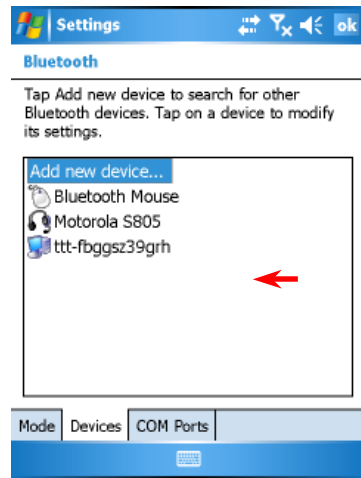 Settings
ok
Bluetooth
Tap Add new device to search for other
Bluetooth devices. Tap on a device to modify
its settings.
Add new device...
Bluetooth Mouse
Motorola S805
ttt-fbggsz39grh
Mode Devices COM Ports